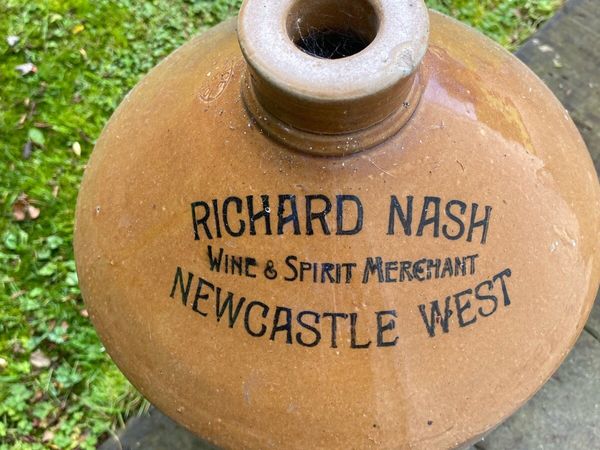 RICHARD NASH
WINE & SPIRIT MERCHANT
NEWCASTLE WEST